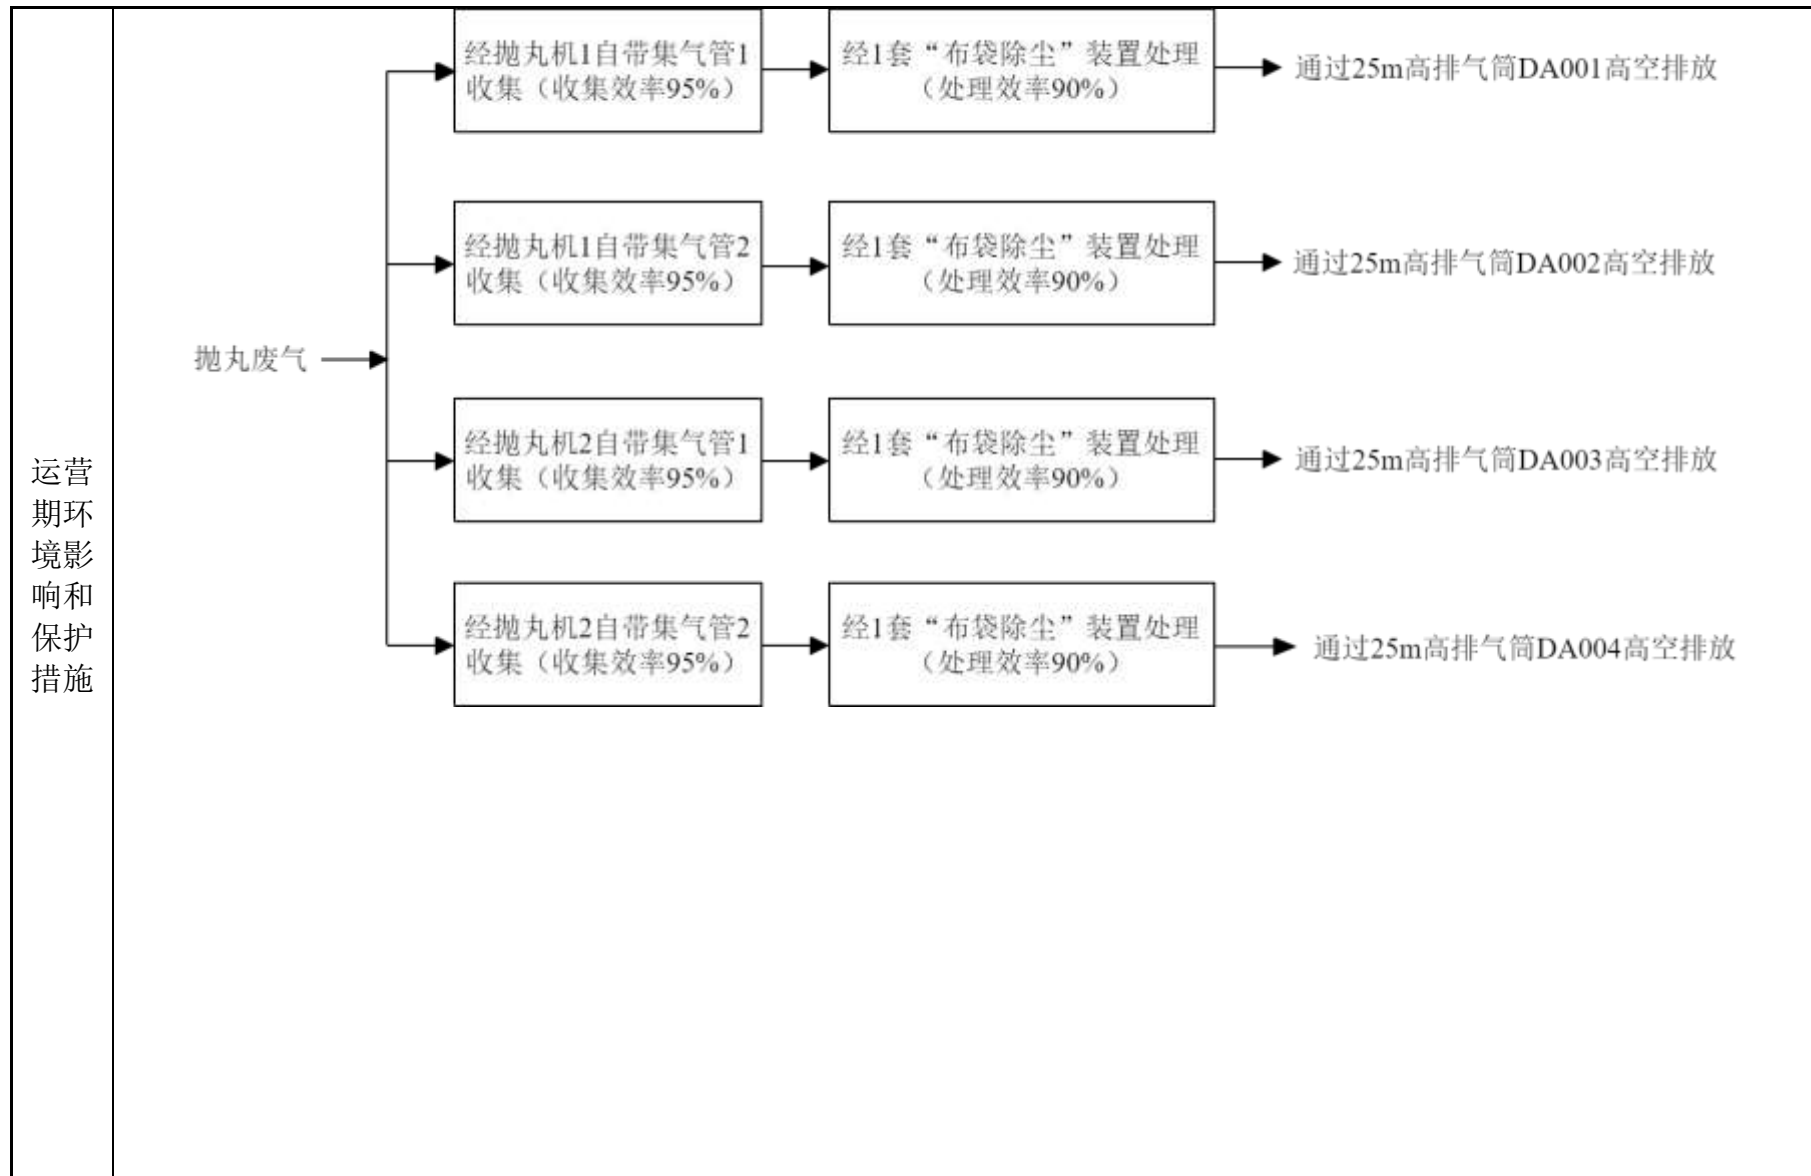 经抛丸机1自带集气管1
收集（收集效率95%）
经1套“布袋除尘”装置处理
（处理效率90%）
通过25m高排气筒DA001高空排放
经抛丸机1自带集气管2
收集（收集效率95%）
经1套“布袋除尘”装置处理
（处理效率90%）
通过25m高排气筒DA002高空排放
抛丸废气
经抛丸机2自带集气管1
收集（收集效率95%）
经1套“布袋除尘”装置处理
（处理效率90%）
通过25m高排气筒DA003高空排放
经抛丸机2自带集气管2
收集（收集效率95%）
经1套“布袋除尘”装置处理
（处理效率90%）
通过25m高排气筒DA004高空排放
运营
期环
境影
响和
保护
措施